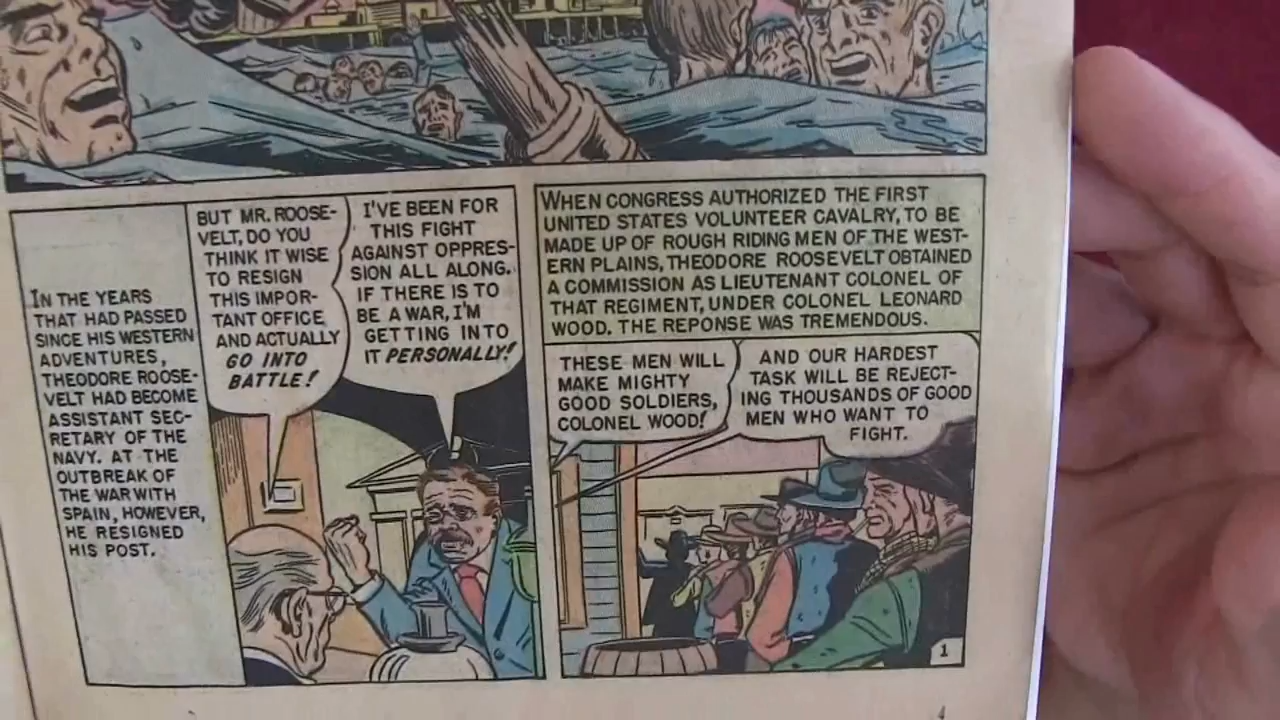 IN THE YEARS
THAT HAD PASSED
SINCE HIS WESTERN
ADVENTURES,
THEODORE ROOSE-
VELT HAD BECOME
ASSISTANT SEC-
RETARY OF THE
NAVY. AT THE
OUTBREAK OF
THE WAR WITH
SPAIN, HOWEVER,
HE RESIGNED
HIS POST.
BUT MR. ROOSE-
VELT, DO YOU
THINK IT WISE
TO RESIGN
THIS IMPOR-
TANT OFFICE
AND ACTUALLY
GO INTO
BATTLE!
I'VE BEEN FOR
THIS FIGHT
AGAINST OPPRES-
SION ALL ALONG.
IF THERE IS TO
BE A WAR, I'M
GETTING INTO
IT PERSONALLY!
WHEN CONGRESS AUTHORIZED THE FIRST
UNITED STATES VOLUNTEER CAVALRY, TO BE
MADE UP OF ROUGH RIDING MEN OF THE WEST-
ERN PLAINS, THEODORE ROOSEVELT OBTAINED
A COMMISSION AS LIEUTENANT COLONEL OF
THAT REGIMENT, UNDER COLONEL LEONARD
WOOD. THE REPONSE WAS TREMENDOUS.
THESE MEN WILL
MAKE MIGHTY
GOOD SOLDIERS,
COLONEL WOOD!
AND OUR HARDEST
TASK WILL BE REJECT-
ING THOUSANDS OF GOOD
MEN WHO WANT TO
FIGHT.
1
4